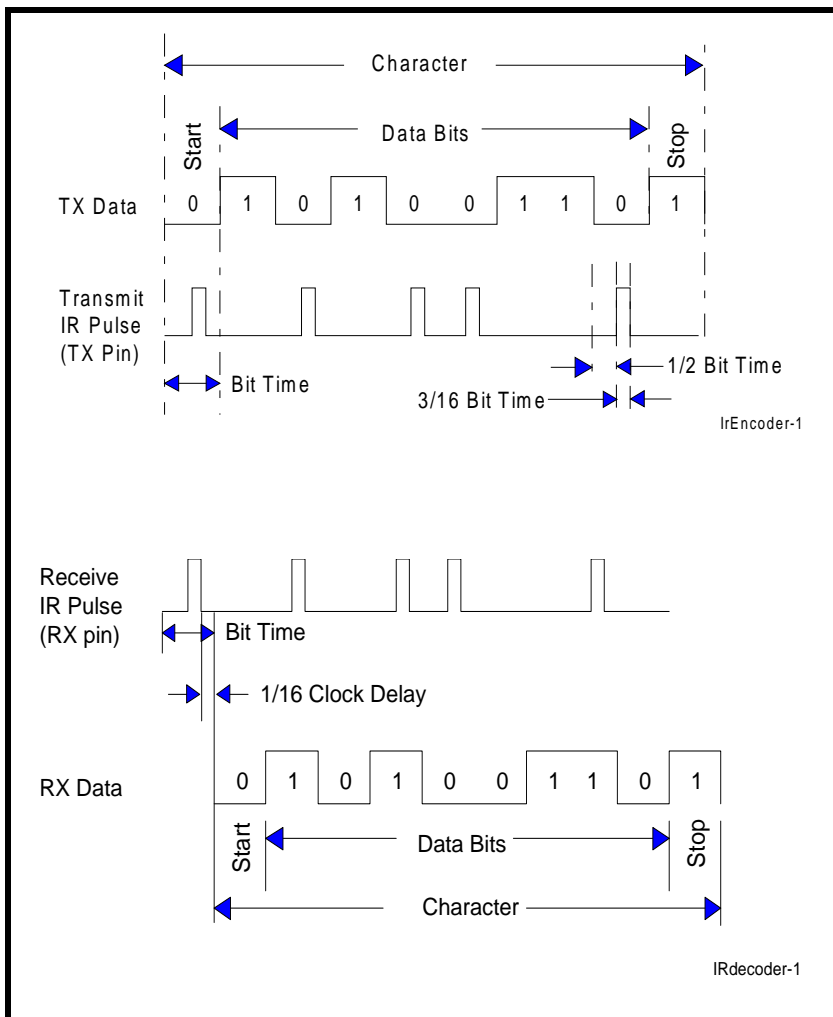 Character
Start
Data Bits
Stop
TX Data
0 1 0 1 0 0 1 1 0 1
Transmit
IR Pulse
(TX Pin)
Bit Time
1/2 Bit Time
3/16 Bit Time
IrEncoder-1
Receive
IR Pulse
(RX pin)
Bit Time
1/16 Clock Delay
RX Data
0 1 0 1 0 0 1 1 0 1
Start
Data Bits
Stop
Character
IRdecoder-1